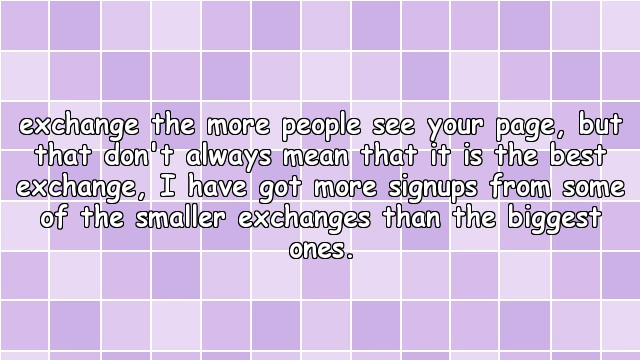 exchange the more people see your page, but
that don't always mean that it is the best
exchange, I have got more signups from some
of the smaller exchanges than the biggest
ones.